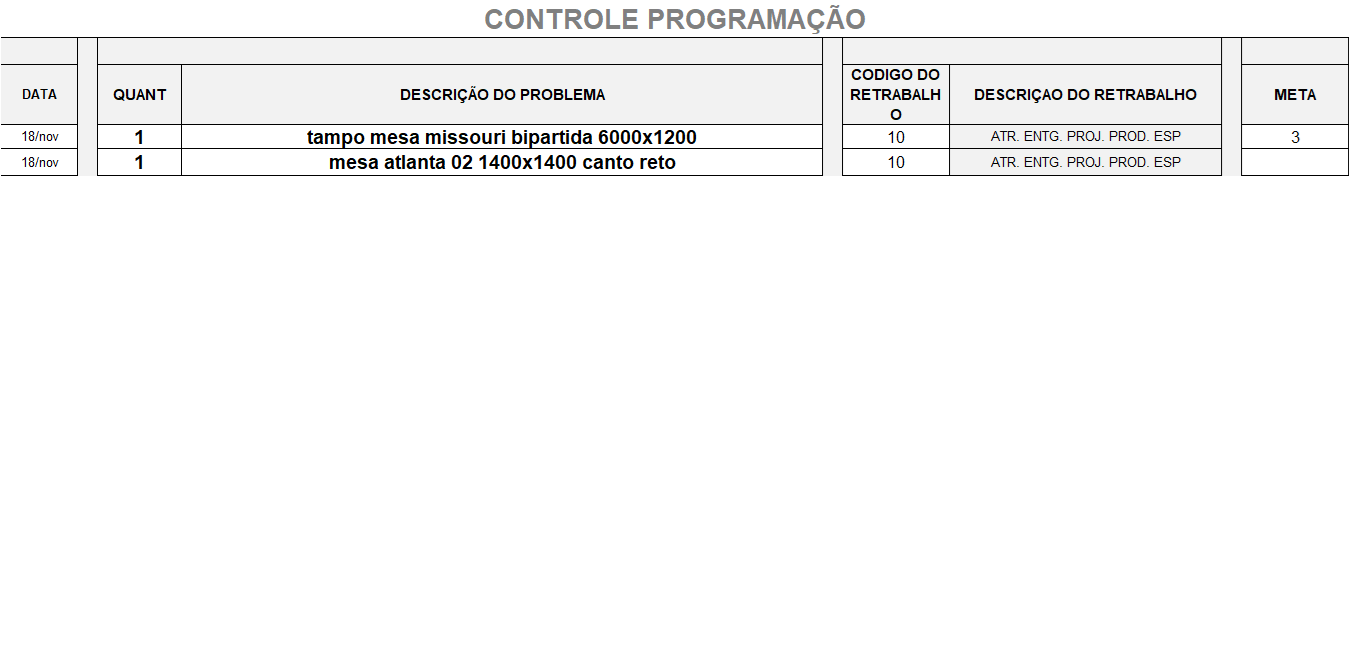 CONTROLE PROGRAMAÇÃO
DATA QUANT DESCRIÇÃO DO PROBLEMA CODIGO DO RETRABALH O DESCRIÇAO DO RETRABALHO META
18/nov 1 tampo mesa missouri bipartida 6000x1200 10 ATR. ENTG. PROJ. PROD. ESP 3
18/nov 1 mesa atlanta 02 1400x1400 canto reto 10 ATR. ENTG. PROJ. PROD. ESP